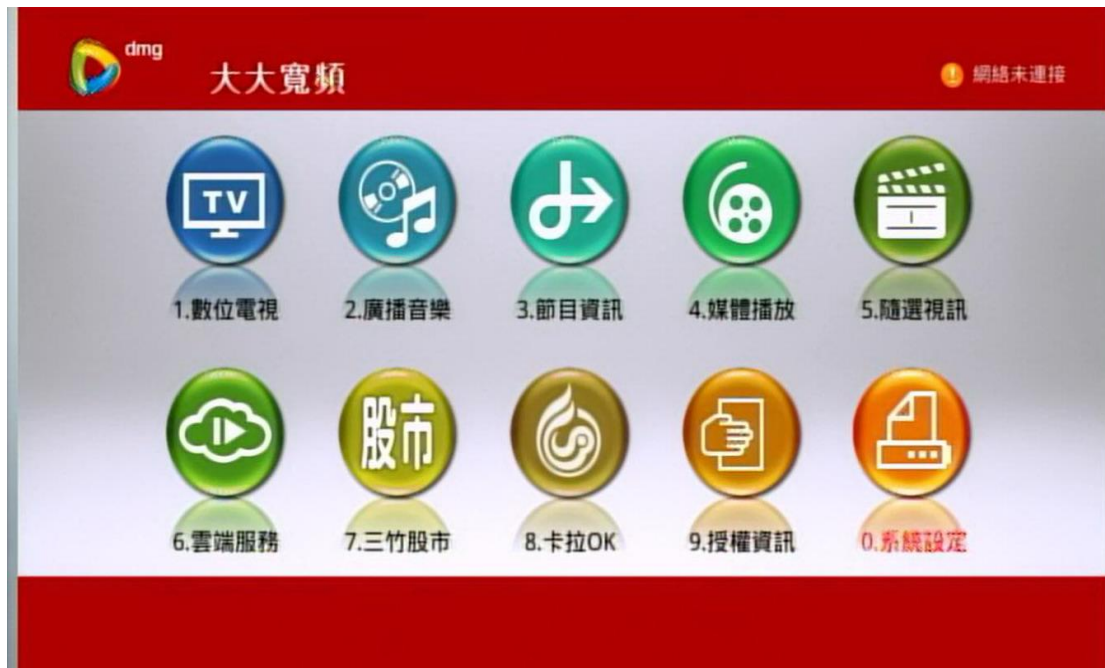 dmg
大大寬頻
網絡未連接
TV
1.數位電視
2.廣播音樂
3.節目資訊
4.媒體播放
5.隨選視訊
股市
6.雲端服務
7.三竹股市
8.卡拉OK
9.授權資訊
0.系統設定